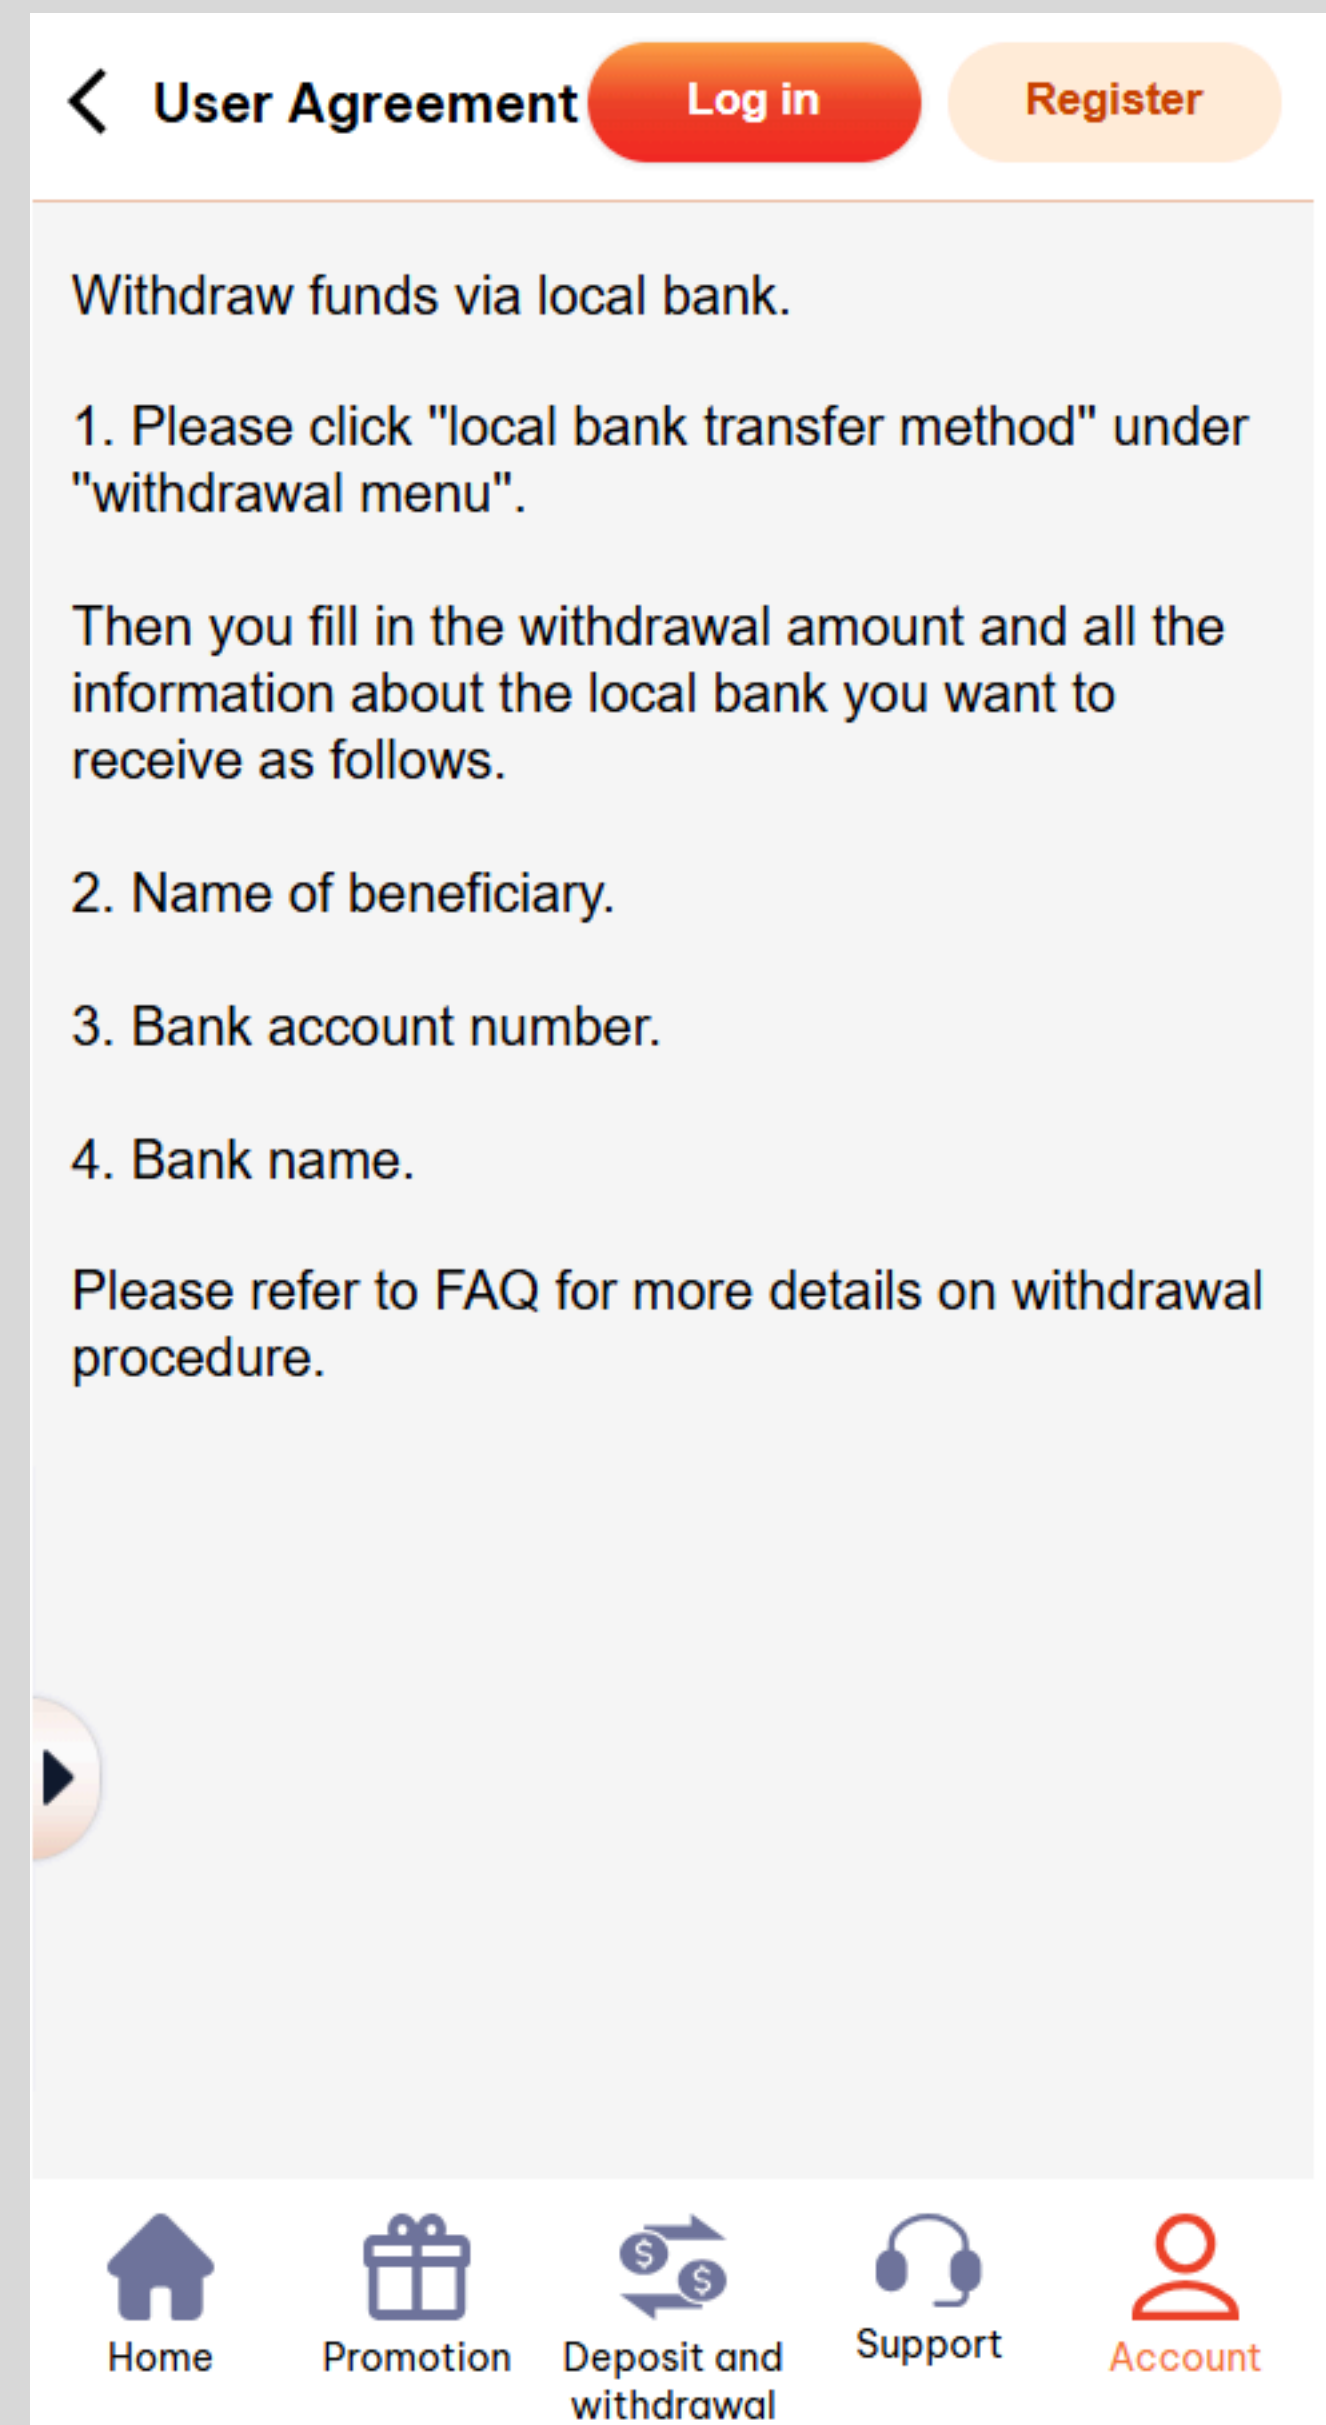 User Agreement
Log in
Register
Withdraw funds via local bank.
1. Please click "local bank transfer method" under
"withdrawal menu".
Then you fill in the withdrawal amount and all the
information about the local bank you want to
receive as follows.
2. Name of beneficiary.
3. Bank account number.
4. Bank name.
Please refer to FAQ for more details on withdrawal
procedure.
Home
Promotion
Deposit and
withdrawal
Support
Account